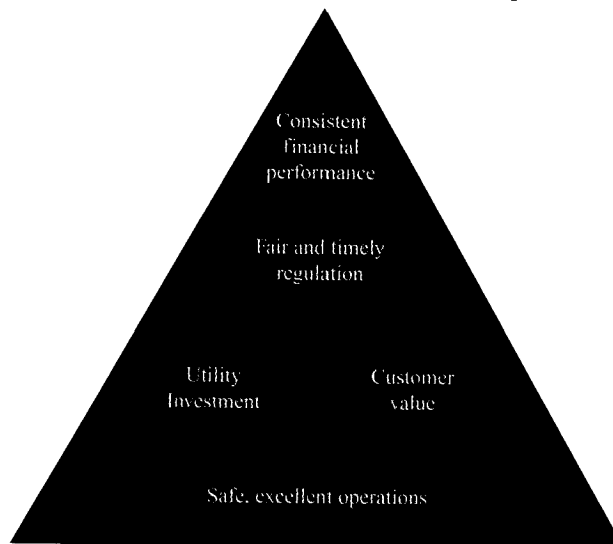 Consistent
financial
performance
Fair and timely
regulation
Utility
Investment
Customer
value
Safe, excellent operations